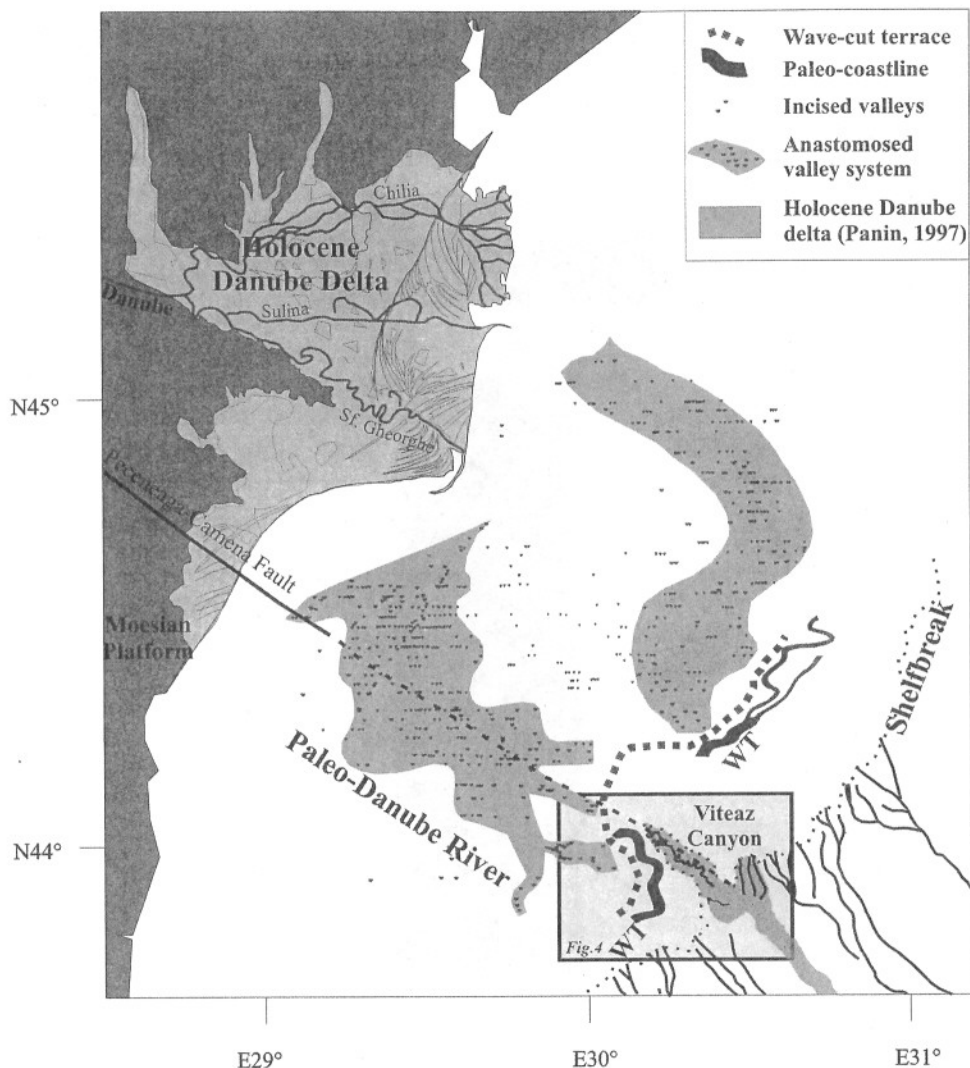 Wave-cut terrace
Paleo-coastline
Incised valleys
Anastomosed
valley system
Holocene Danube
delta (Panin, 1997)
Chilia
Holocene
Danube Delta
Danube
Sulina
Sf. Gheorghe
N45°
Peceneaga-Camena Fault
Moesian
Platform
Shelfbreak
WT
Paleo-Danube River
Viteaz
Canyon
N44°
WT
Fig.4
E29°
E30°
E31°